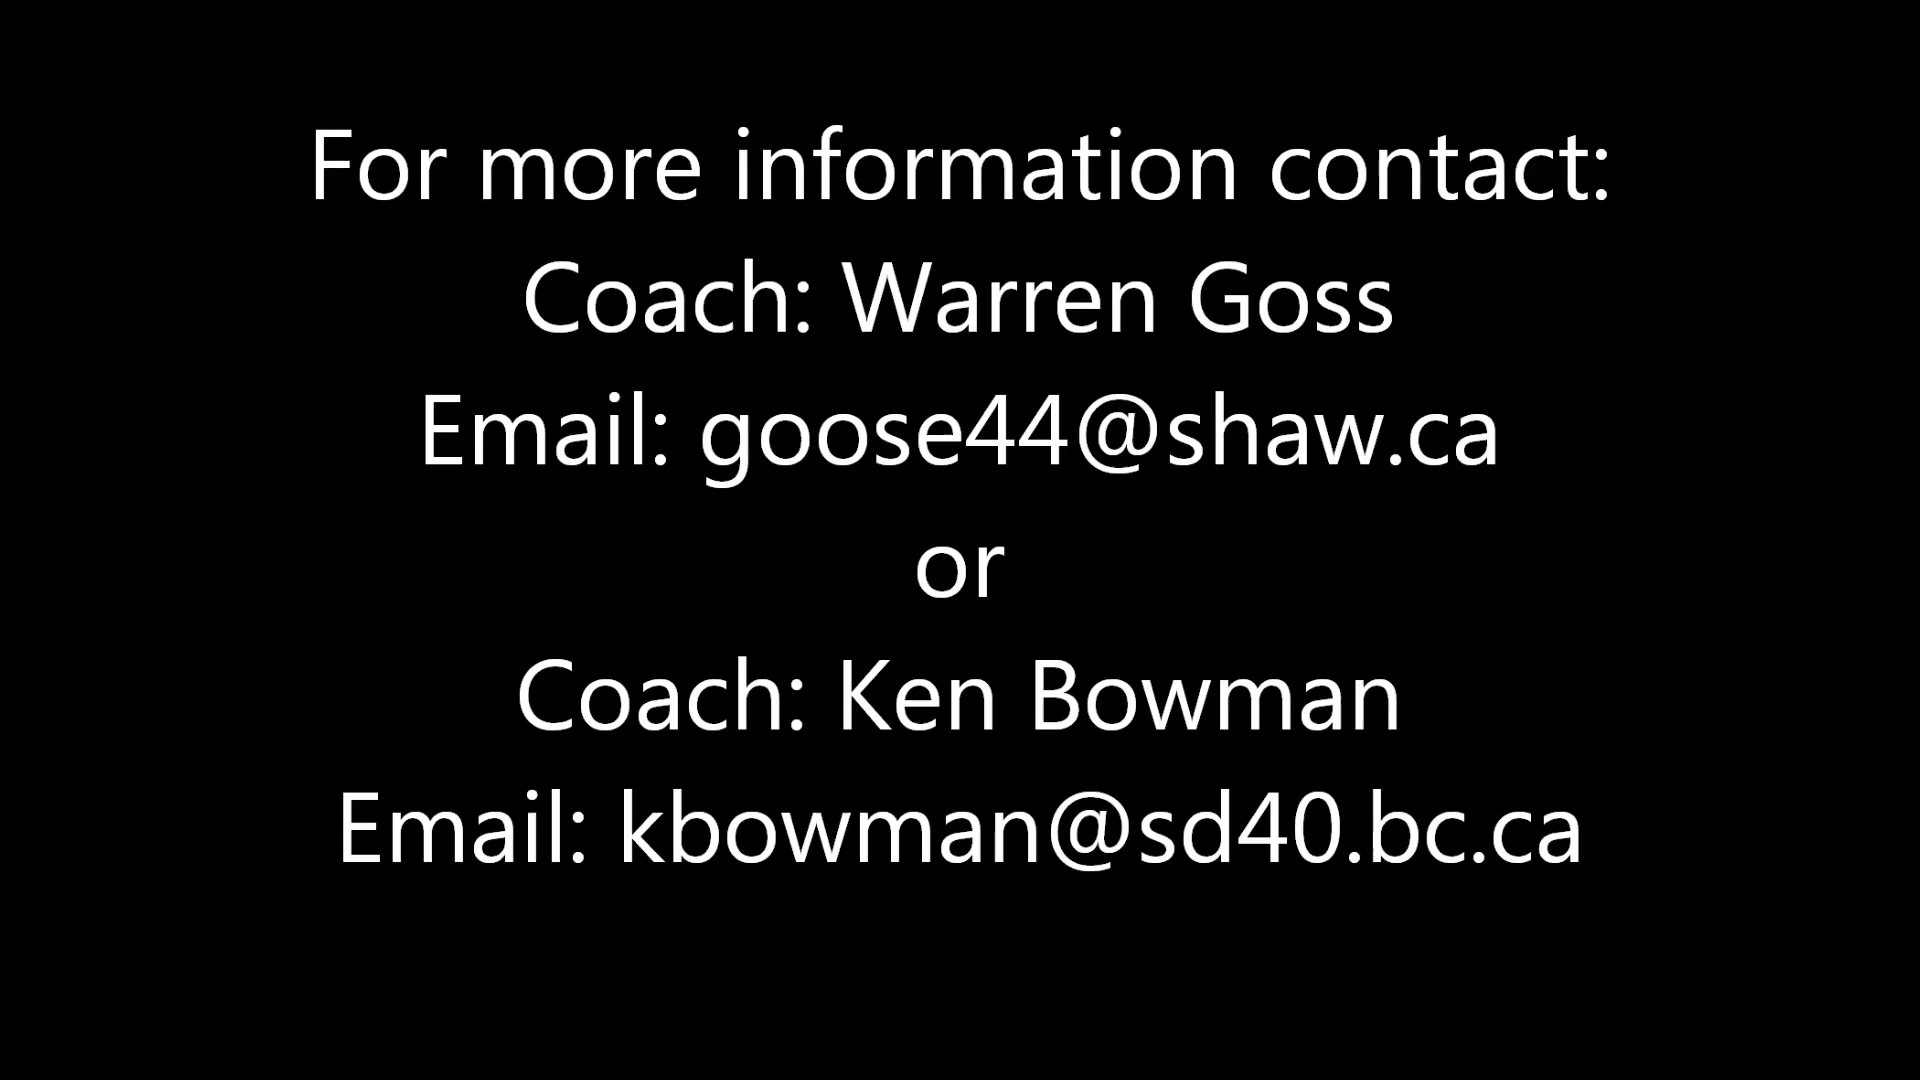 For more information contact:
Coach: Warren Goss
Email: goose44@shaw.ca
or
Coach: Ken Bowman
Email: kbowman@sd40.bc.ca